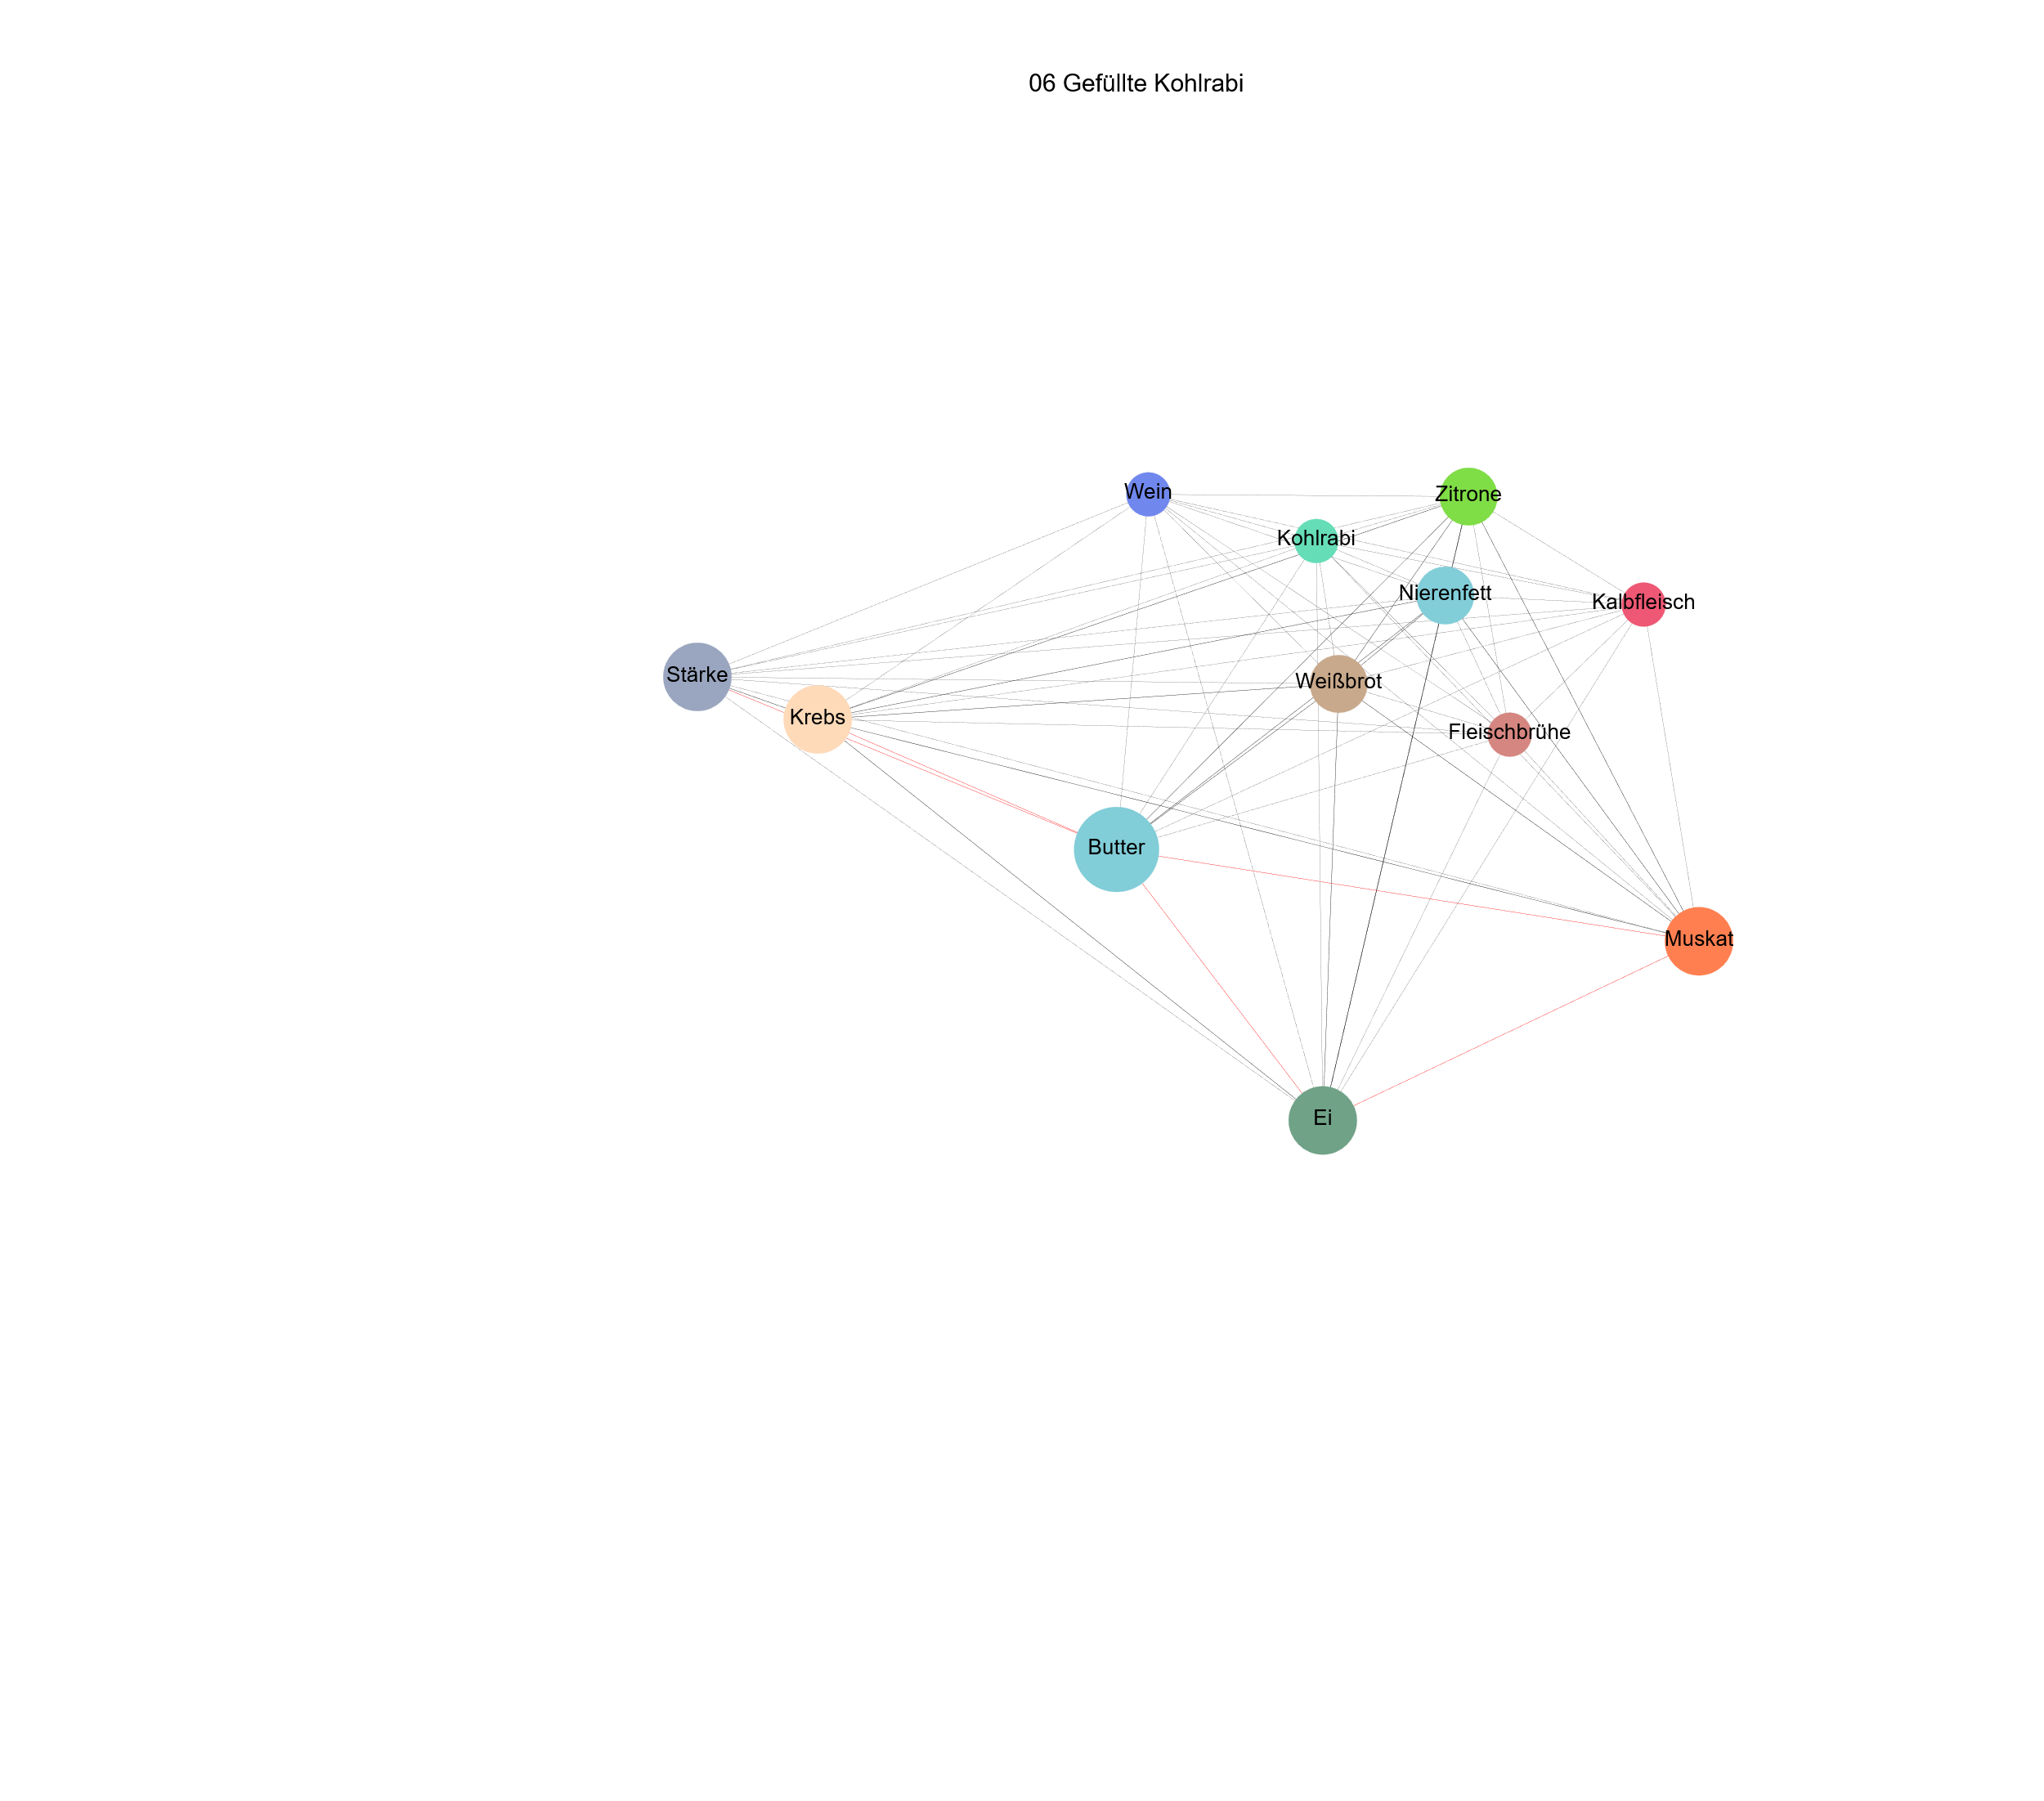 06 Gefüllte Kohlrabi
Wein
Zitrone
Kohlrabi
Nierenfett
Kalbfleisch
Stärke
Weißbrot
Krebs
Fleischbrühe
Butter
Muskat
Ei